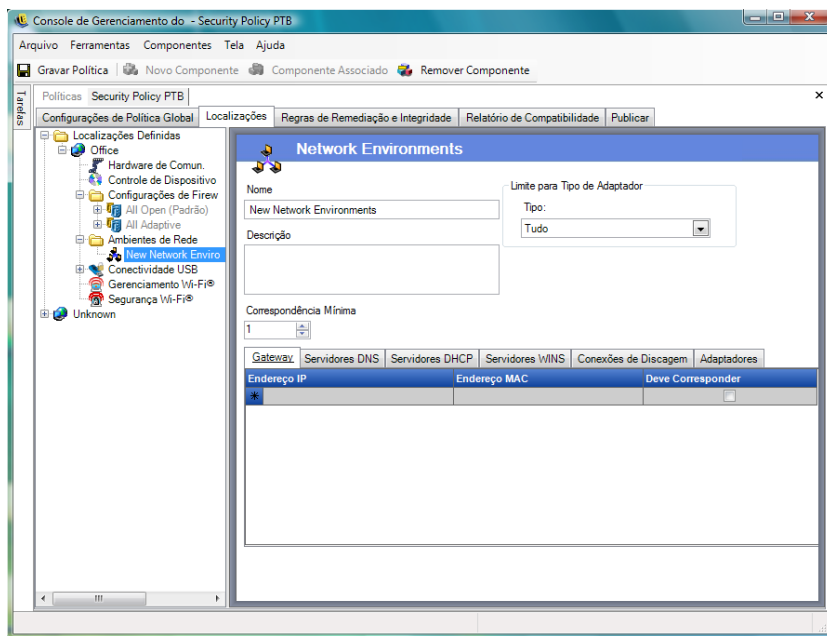 Console de Gerenciamento do - Security Policy PTB
Arquivo Ferramentas Componentes Tela Ajuda
Gravar Política Novo Componente Componente Associado Remover Componente
Tarefas
Políticas Security Policy PTB
Configurações de Política Global Localizações Regras de Remediação e Integridade Relatório de Compatibilidade Publicar
Localizações Definidas
Office
Hardware de Comun.
Controle de Dispositivo
Configurações de Firew
All Open (Padrão)
All Adaptive
Ambientes de Rede
New Network Enviro
Conectividade USB
Gerenciamento Wi-Fi®
Segurança Wi-Fi®
Unknown
Network Environments
Nome
New Network Environments
Descrição
Limite para Tipo de Adaptador
Tipo:
Tudo
Correspondência Mínima
1
Gateway Servidores DNS Servidores DHCP Servidores WINS Conexões de Discagem Adaptadores
Endereço IP Endereço MAC Deve Corresponder